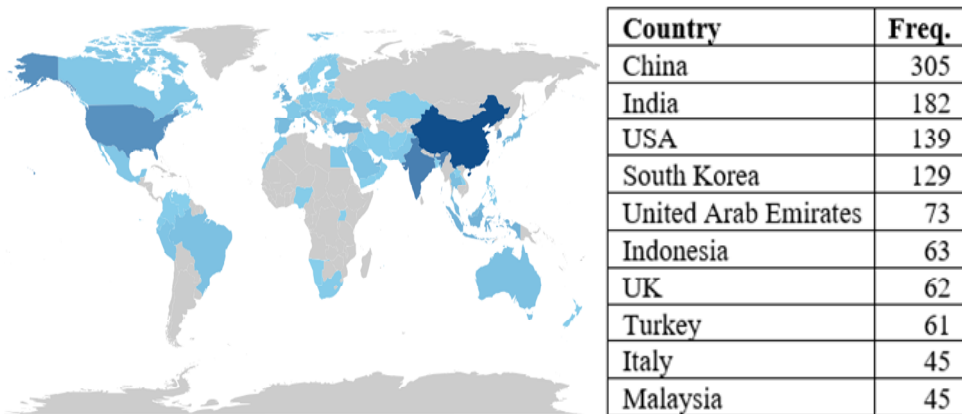 Country Freq.
China 305
India 182
USA 139
South Korea 129
United Arab Emirates 73
Indonesia 63
UK 62
Turkey 61
Italy 45
Malaysia 45